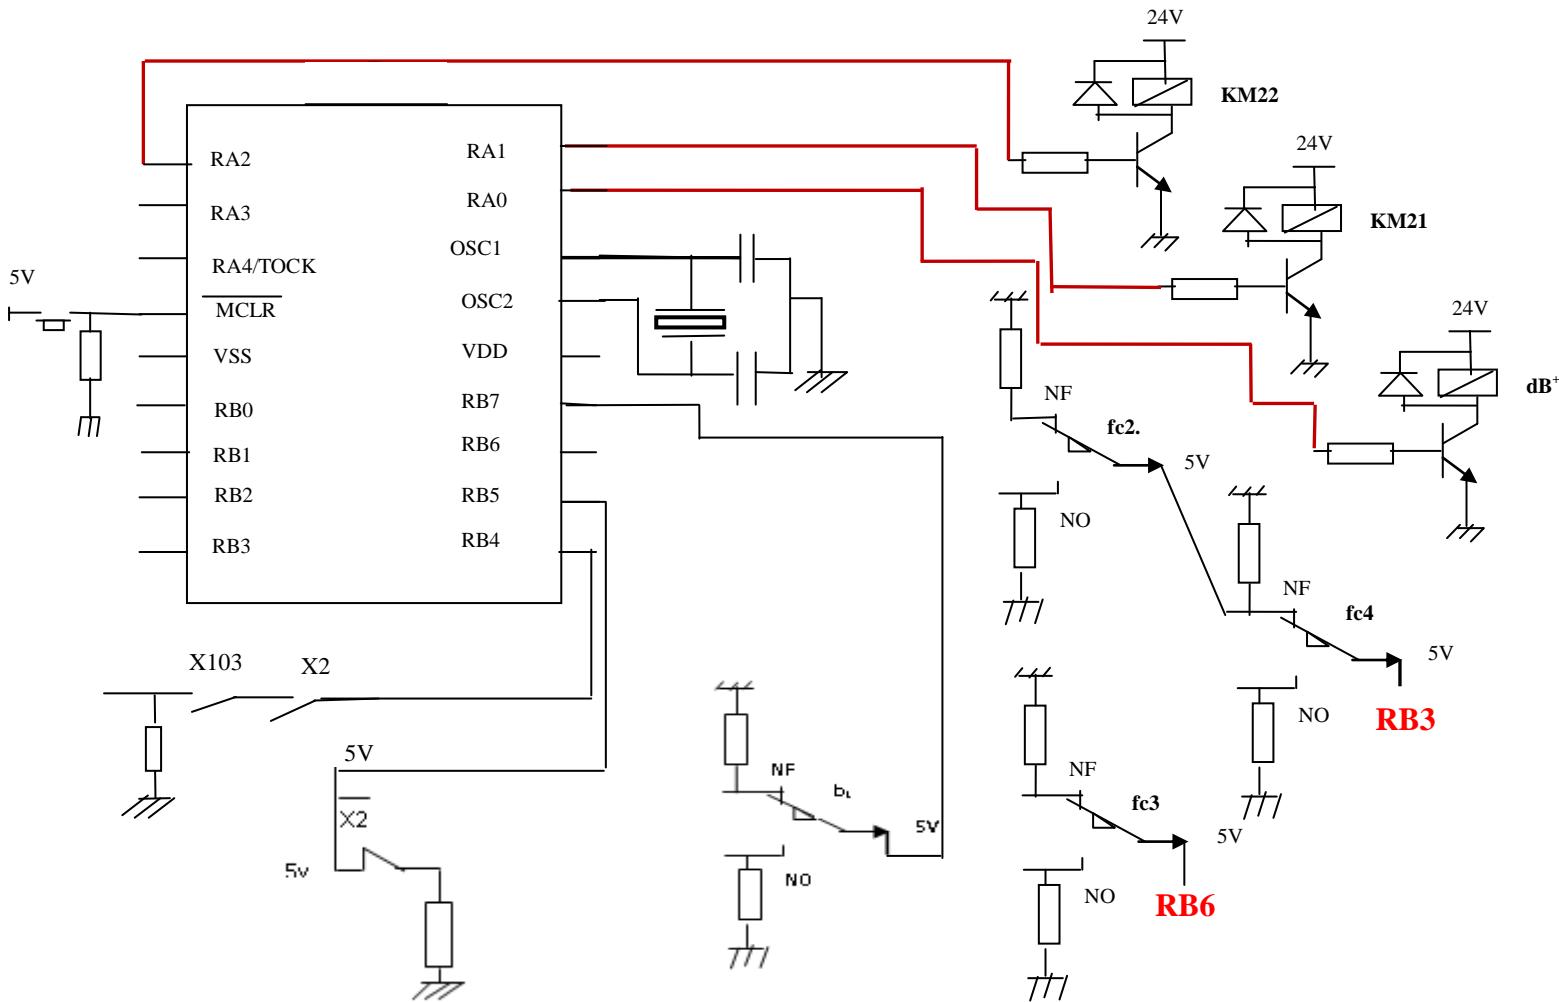 24V
KM22
24V
KM21
24V
dB+
RA2
RA3
RA4/TOCK
MCLR
VSS
RB0
RB1
RB2
RB3
RA1
RA0
OSC1
OSC2
VDD
RB7
RB6
RB5
RB4
5V
NF
fc2.
5V
NO
NF
fc4
5V
NO
RB3
X103
X2
5V
X2
5v
NF
5V
NO
NF
fc3
5V
NO
RB6